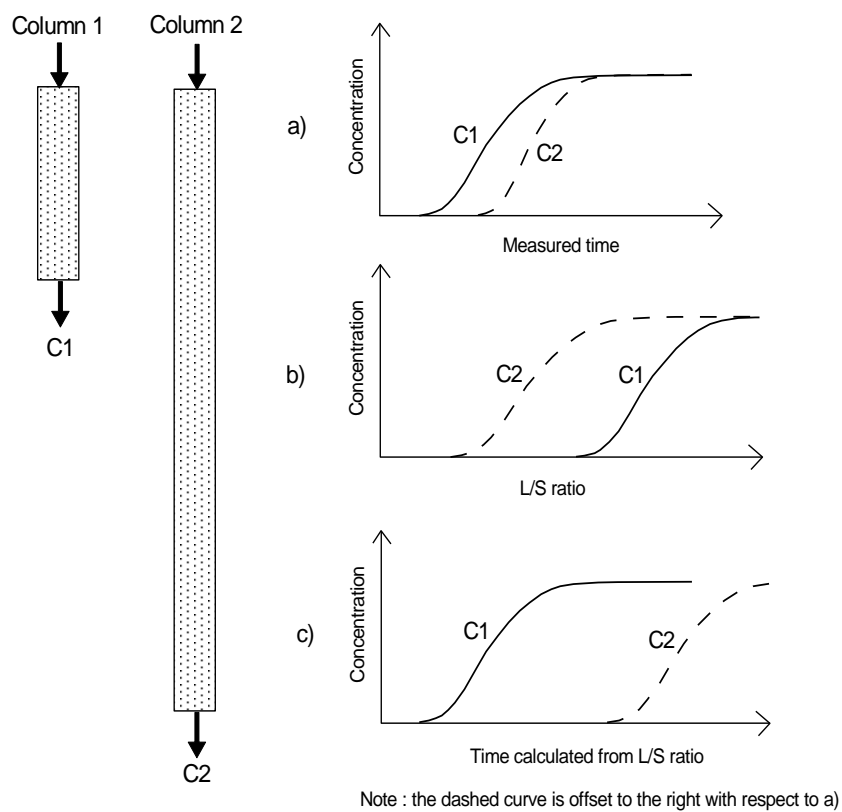 Column 1
Column 2
C1
C2
a)
Concentration
C1
C2
Measured time
b)
Concentration
C2
C1
L/S ratio
c)
Concentration
C1
C2
Time calculated from L/S ratio
Note : the dashed curve is offset to the right with respect to a)